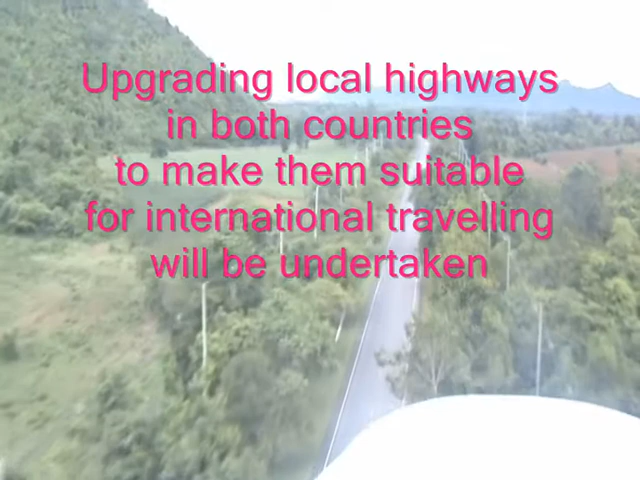 Upgrading local highways
in both countries
to make them suitable
for international travelling
will be undertaken